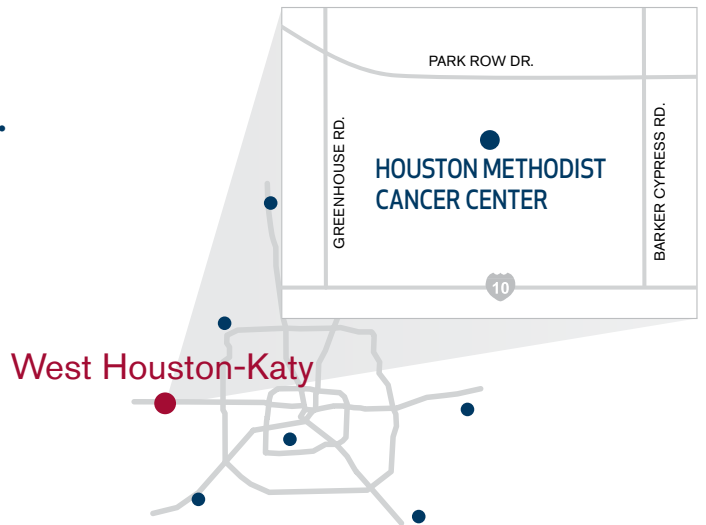 PARK ROW DR.
GREENHOUSE RD.
HOUSTON METHODIST
CANCER CENTER
BARKER CYPRESS RD.
10
West Houston-Katy